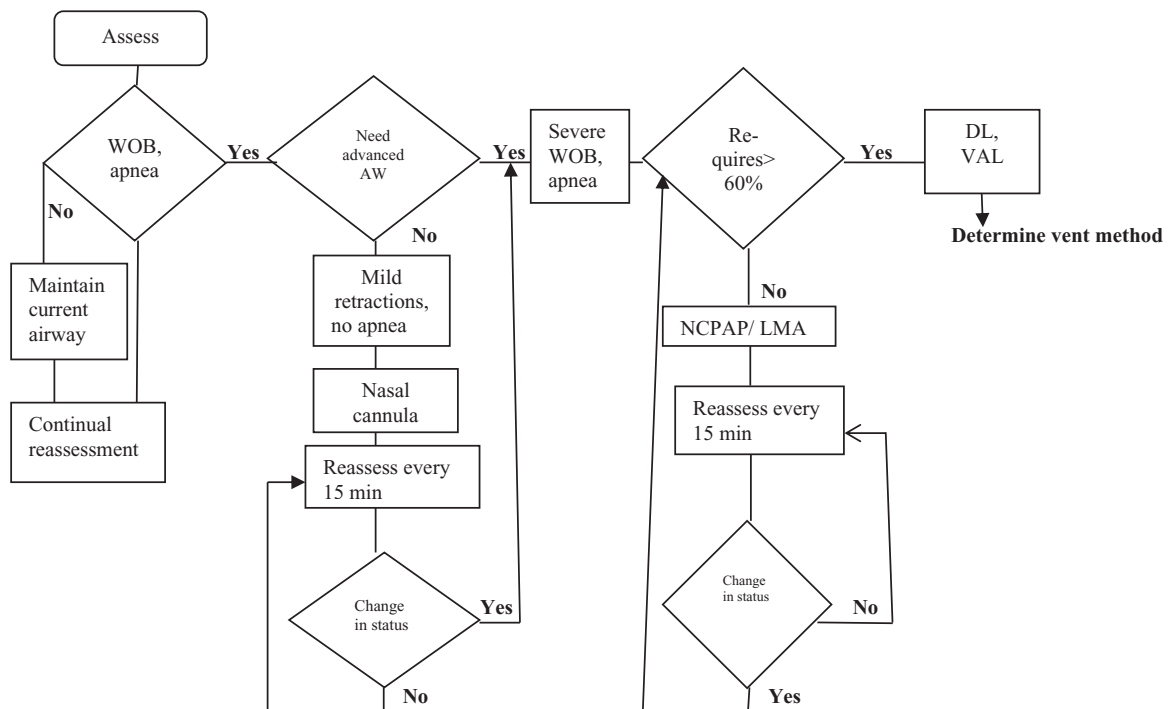 Assess
WOB,
apnea
Yes
No
Maintain
current
airway
Continual
reassessment
Need
advanced
AW
Yes
No
Mild
retractions,
no apnea
Nasal
cannula
Reassess every
15 min
Change
in status
Yes
No
Severe
WOB,
apnea
Re-
quires>
60%
Yes
No
DL,
VAL
Determine vent method
NCPAP/ LMA
Reassess every
15 min
Change
in status
No
Yes